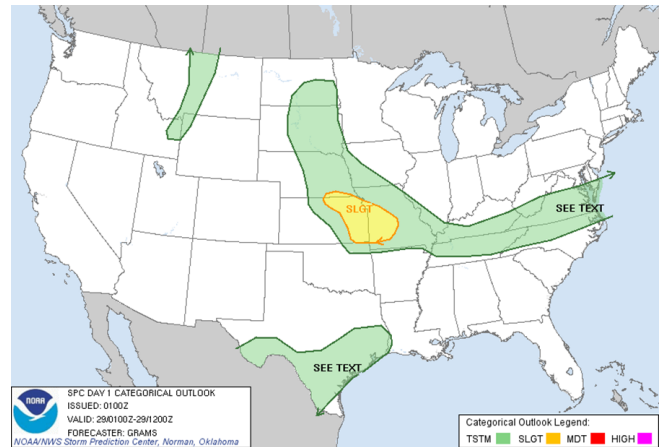 SLGT
SEE TEXT
SEE TEXT
NOAA
SPC DAY 1 CATEGORICAL OUTLOOK
ISSUED: 0100Z
VALID: 29/0100Z-29/1200Z
FORECASTER: GRAMS
NOAA/NWS Storm Prediction Center, Norman, Oklahoma
Categorical Outlook Legend:
TSTM SLGT MDT HIGH